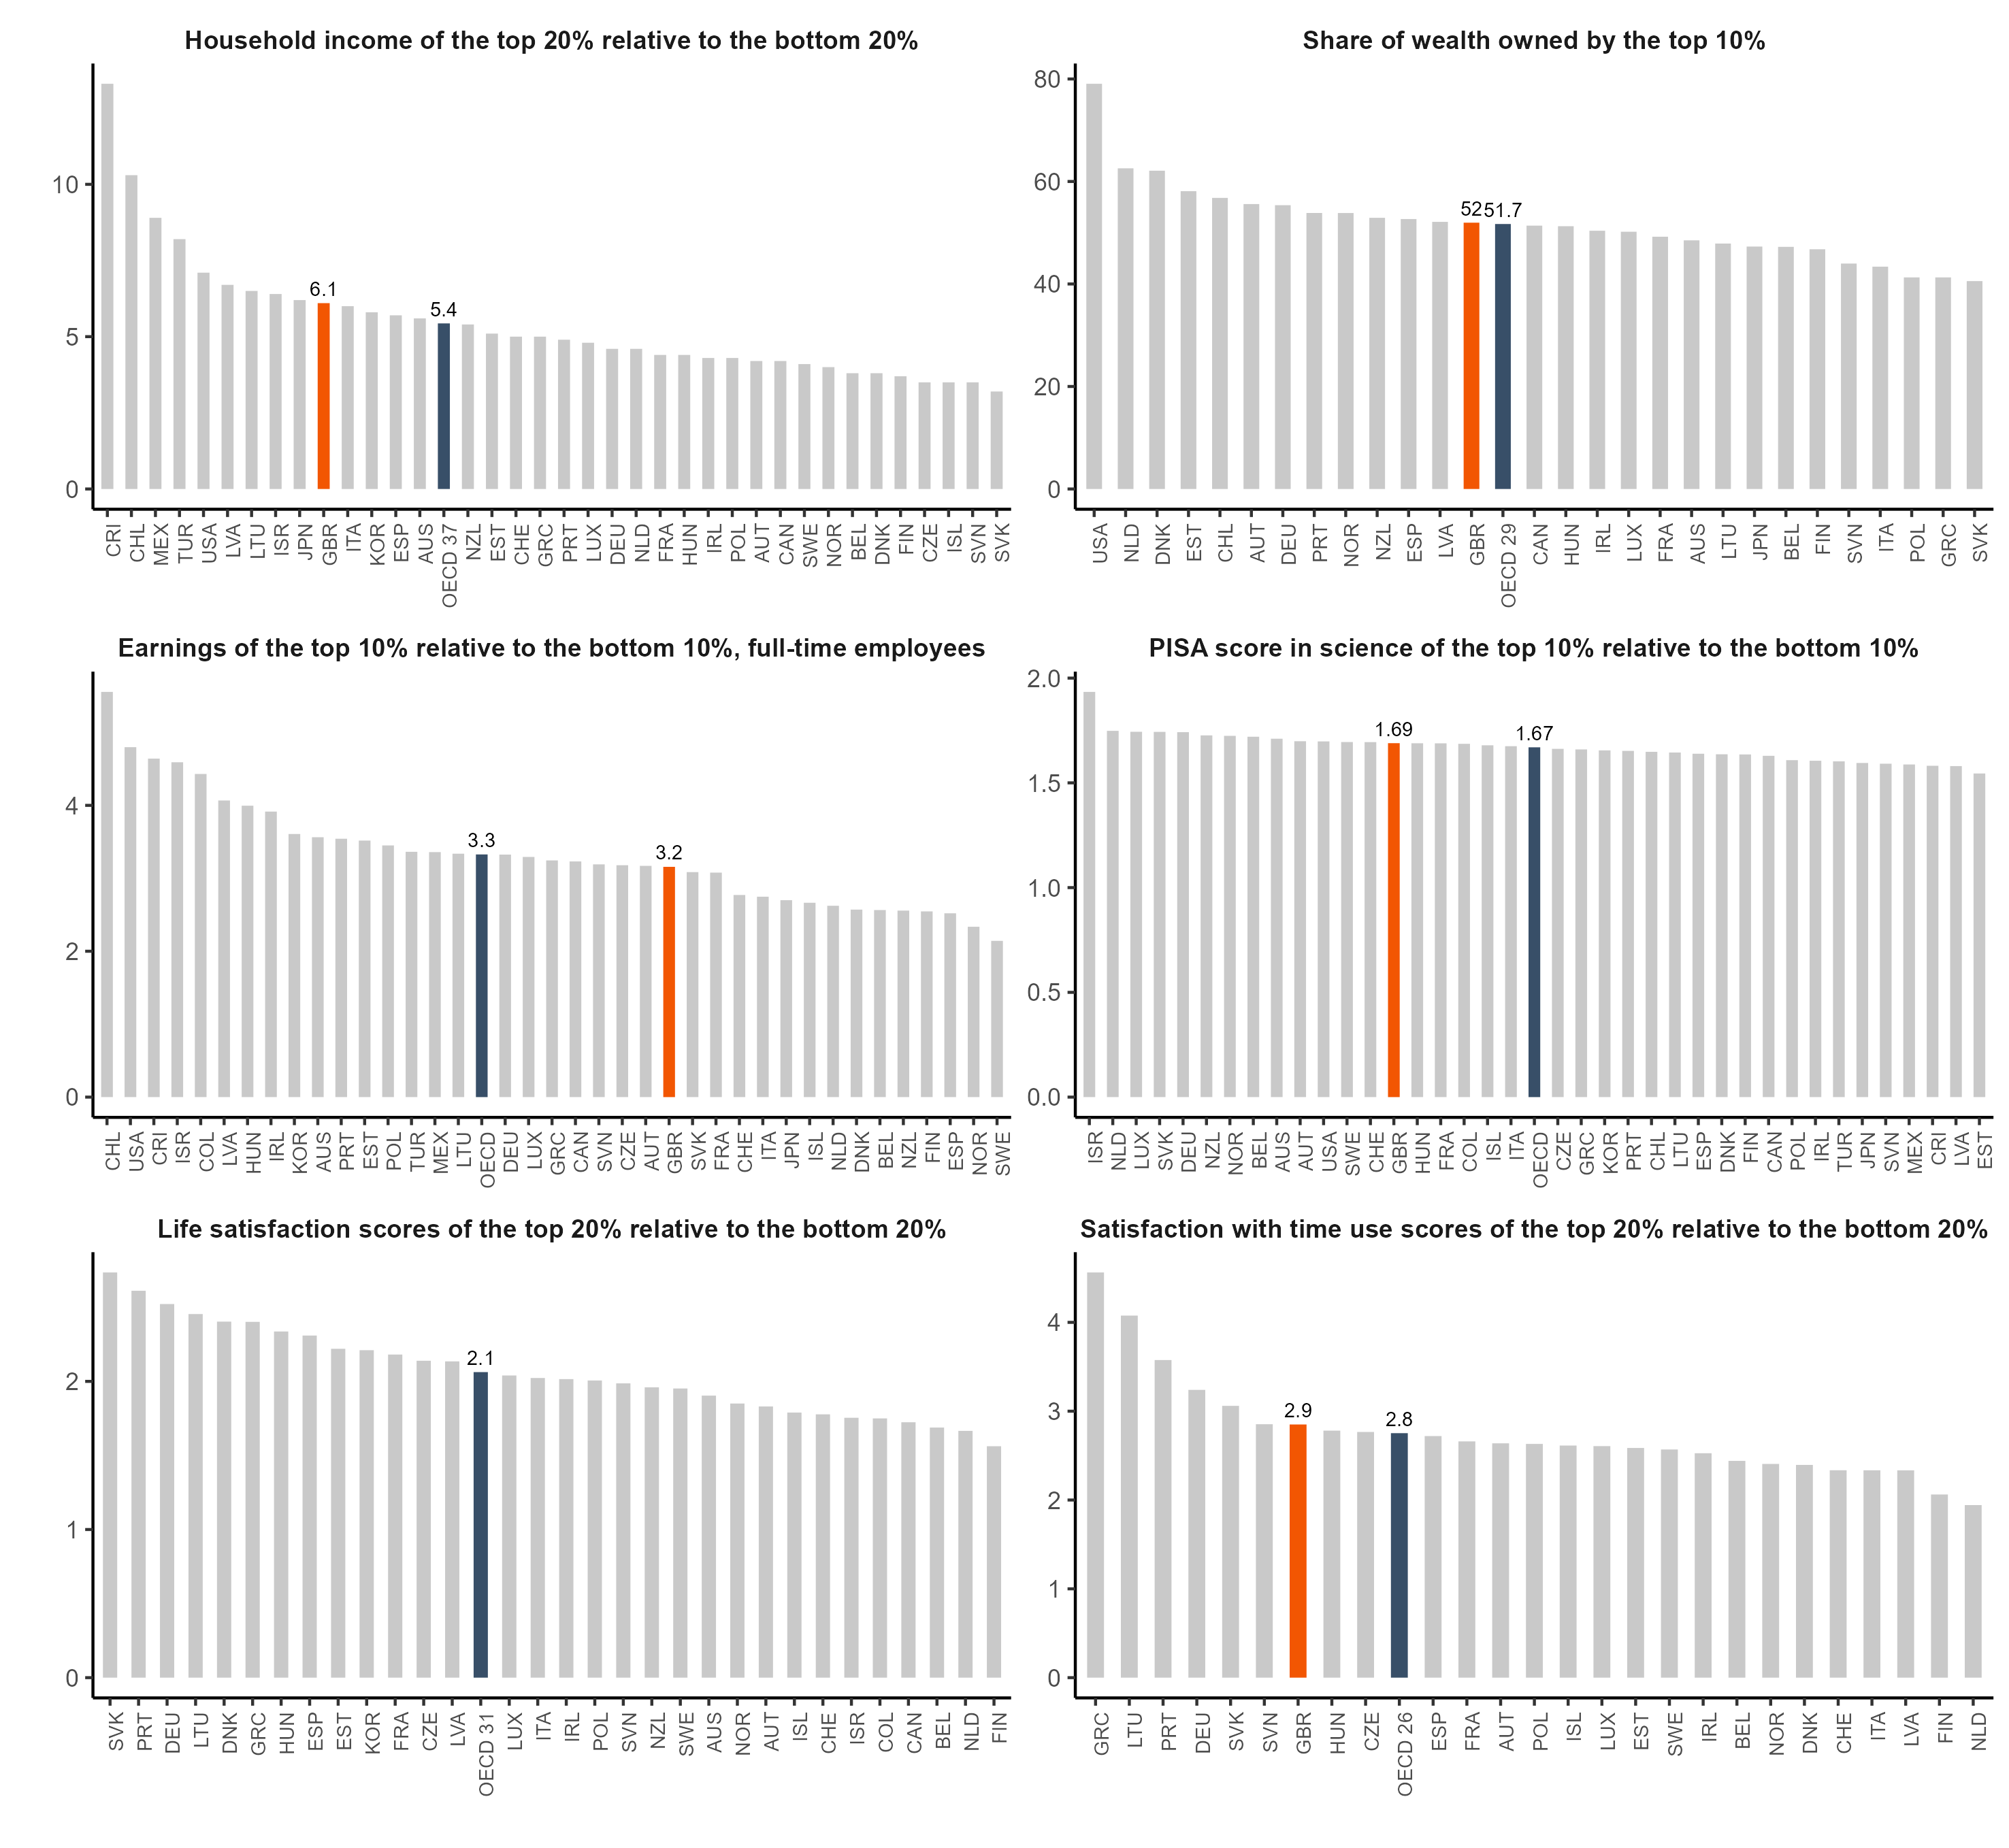 Household income of the top 20% relative to the bottom 20%
10
5
0
6.1
5.4
CRI CHL MEX TUR USA LVA LTU ISR JPN GBR ITA KOR ESP AUS OECD 37 NZL EST CHE GRC PRT LUX DEU NLD FRA HUN IRL POL AUT CAN SWE NOR BEL DNK FIN CZE ISL SVN SVK
Share of wealth owned by the top 10%
80
60
40
20
0
52
51.7
USA NLD DNK EST CHL AUT DEU PRT NOR NZL ESP LVA GBR OECD 29 CAN HUN IRL LUX FRA AUS LTU JPN BEL FIN SVN ITA POL GRC SVK
Earnings of the top 10% relative to the bottom 10%, full-time employees
4
2
0
3.3
3.2
CHL USA CRI ISR COL LVA HUN IRL KOR AUS PRT EST POL TUR MEX LTU OECD DEU LUX GRC CAN SVN CZE AUT GBR SVK FRA CHE ITA JPN ISL NLD DNK BEL NZL FIN ESP NOR SWE
PISA score in science of the top 10% relative to the bottom 10%
2.0
1.5
1.0
0.5
0.0
1.69
1.67
ISR NLD LUX SVK DEU NZL NOR BEL AUS AUT USA SWE CHE GBR HUN FRA COL ISL ITA OECD CZE GRC KOR PRT CHL LTU ESP DNK FIN CAN POL IRL TUR JPN SVN MEX CRI LVA EST
Life satisfaction scores of the top 20% relative to the bottom 20%
2
1
0
2.1
SVK PRT DEU LTU DNK GRC HUN ESP EST KOR FRA CZE LVA OECD 31 LUX ITA IRL POL SVN NZL SWE AUS NOR AUT ISL CHE ISR COL CAN BEL NLD FIN
Satisfaction with time use scores of the top 20% relative to the bottom 20%
4
3
2
1
0
2.9
2.8
GRC LTU PRT DEU SVK SVN GBR HUN CZE OECD 26 ESP FRA AUT POL ISL LUX EST SWE IRL BEL NOR DNK CHE ITA LVA FIN NLD